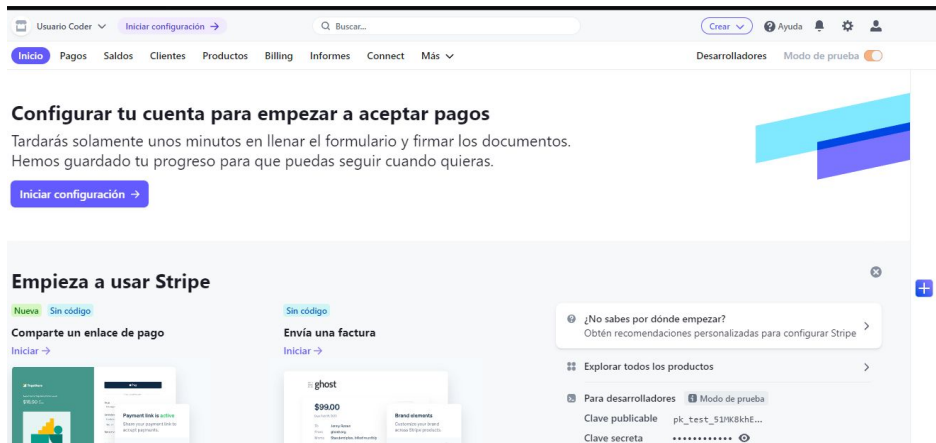 Usuario Coder
Iniciar configuración →
Buscar...
Crear
Ayuda
Inicio
Pagos
Saldos
Clientes
Productos
Billing
Informes
Connect
Más
Desarrolladores
Modo de prueba
Configurar tu cuenta para empezar a aceptar pagos
Tardarás solamente unos minutos en llenar el formulario y firmar los documentos.
Hemos guardado tu progreso para que puedas seguir cuando quieras.
Iniciar configuración →
Empieza a usar Stripe
Nueva Sin código
Comparte un enlace de pago
Iniciar →
Payment link is active
Sin código
Envía una factura
Iniciar →
ghost
$99.00
Brand elements
¿No sabes por dónde empezar?
Obtén recomendaciones personalizadas para configurar Stripe
Explorar todos los productos
Para desarrolladores
Modo de prueba
Clave publicable pk_test_51MK8khE...
Clave secreta ••••••••••••